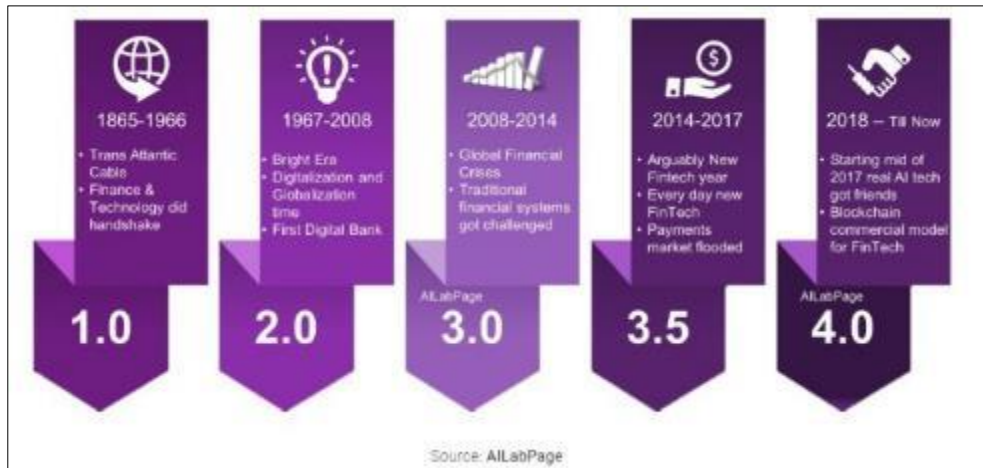 1865-1966
• Trans Atlantic
Cable
• Finance &
Technology did
handshake
1.0
1967-2008
• Bright Era
• Digitalization and
Globalization
time
• First Digital Bank
2.0
2008-2014
• Global Financial
Crises
• Traditional
financial systems
got challenged
AILabPage
3.0
2014-2017
• Arguably New
Fintech year
• Every day new
FinTech
• Payments
market flooded
3.5
2018 – Till Now
• Starting mid of
2017 real AI tech
got friends
• Blockchain
commercial model
for FinTech
AILabPage
4.0
Source: AILabPage